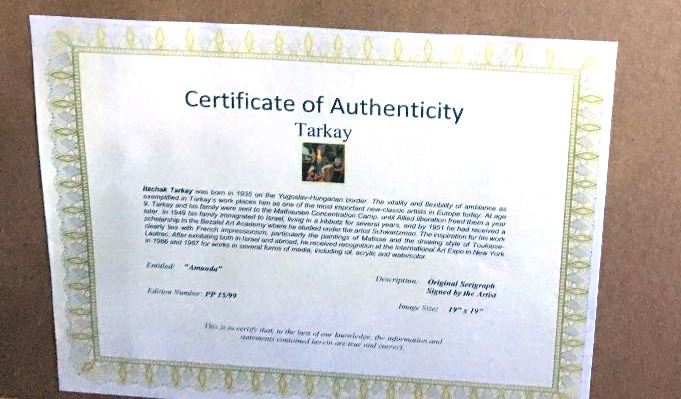 Certificate of Authenticity
Tarkay
Itzchak Tarkay was born in 1935 on the Yugoslav-Hungarian border. The vitality and flexibility of ambiance as
exemplified in Tarkay's work places him as one of the most important new-classic artists in Europe today. At age
9, Tarkay and his family were sent to the Mathausen Concentration Camp, until Allied liberation freed them a year
later. In 1949 his family immigrated to Israel, living in a kibbutz for several years, and by 1951 he had received a
scholarship to the Bezalel Art Academy where he studied under the artist Schwartzman. The inspiration for his work
clearly lies with French Impressionism, particularly the paintings of Matisse and the drawing style of Toulouse-
Lautrec. After exhibiting both in Israel and abroad, he received recognition at the International Art Expo in New York
in 1986 and 1987 for works in several forms of media, including oil, acrylic and watercolor.
Entitled: "Amanda"
Description: Original Serigraph
Signed by the Artist
Edition Number: PP 15/99
Image Size: 19" x 19"
This is to certify that, to the best of our knowledge, the information and
statements contained herein are true and correct.